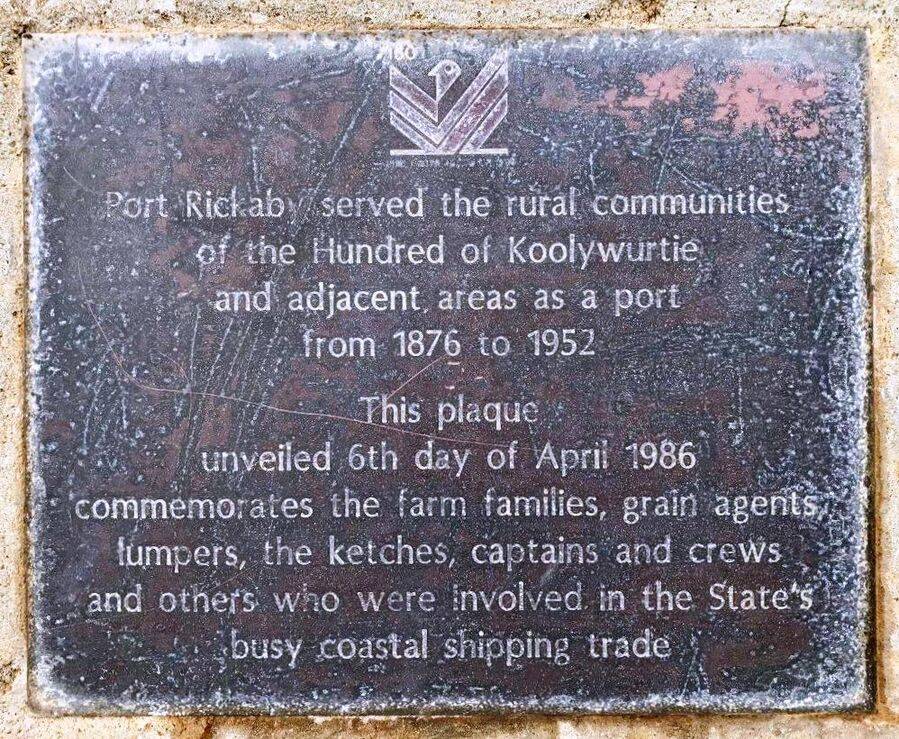 Port Rickaby served the rural communities
of the Hundred of Koolywurtie
and adjacent areas as a port
from 1876 to 1952
This plaque
unveiled 6th day of April 1986
commemorates the farm families, grain agents,
lumpers, the ketches, captains and crews
and others who were involved in the State's
busy coastal shipping trade